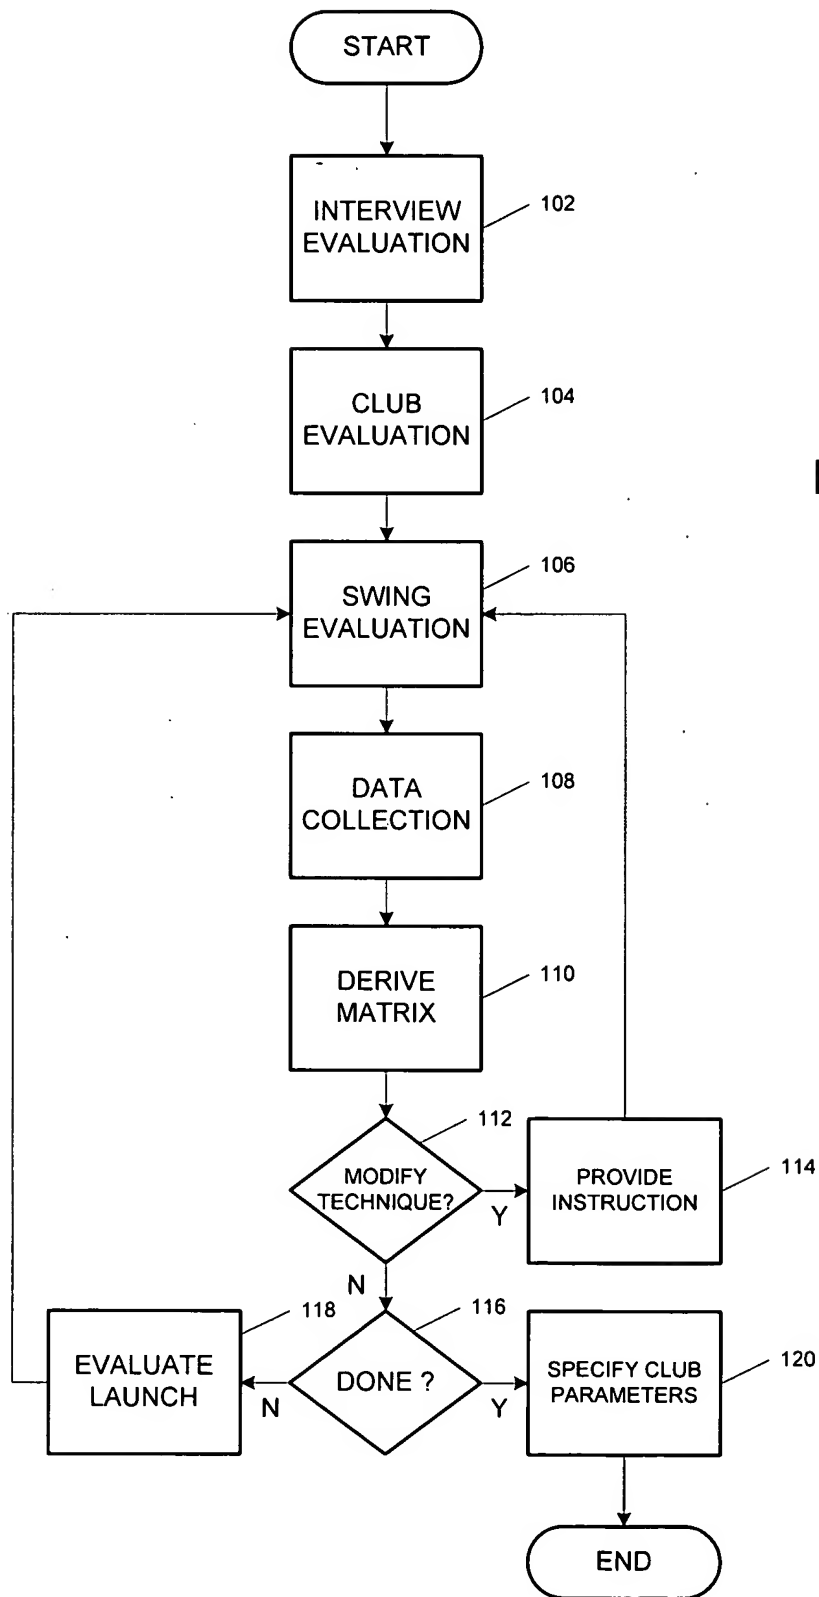 START
INTERVIEW
EVALUATION
102
CLUB
EVALUATION
104
SWING
EVALUATION
106
DATA
COLLECTION
108
DERIVE
MATRIX
110
112
MODIFY
TECHNIQUE?
Y
PROVIDE
INSTRUCTION
114
N
118
EVALUATE
LAUNCH
N
116
DONE ?
Y
SPECIFY CLUB
PARAMETERS
120
END